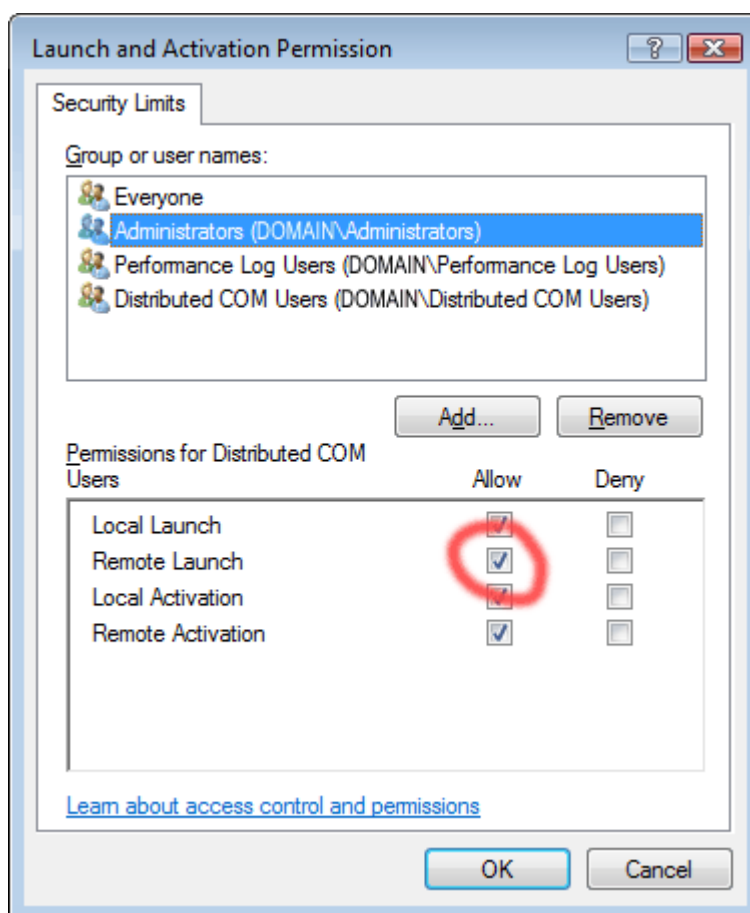 Launch and Activation Permission
Security Limits
Group or user names:
Everyone
Administrators (DOMAIN\Administrators)
Performance Log Users (DOMAIN\Performance Log Users)
Distributed COM Users (DOMAIN\Distributed COM Users)
Add... Remove
Permissions for Distributed COM
Users Allow Deny
Local Launch
Remote Launch
Local Activation
Remote Activation
Learn about access control and permissions
OK Cancel